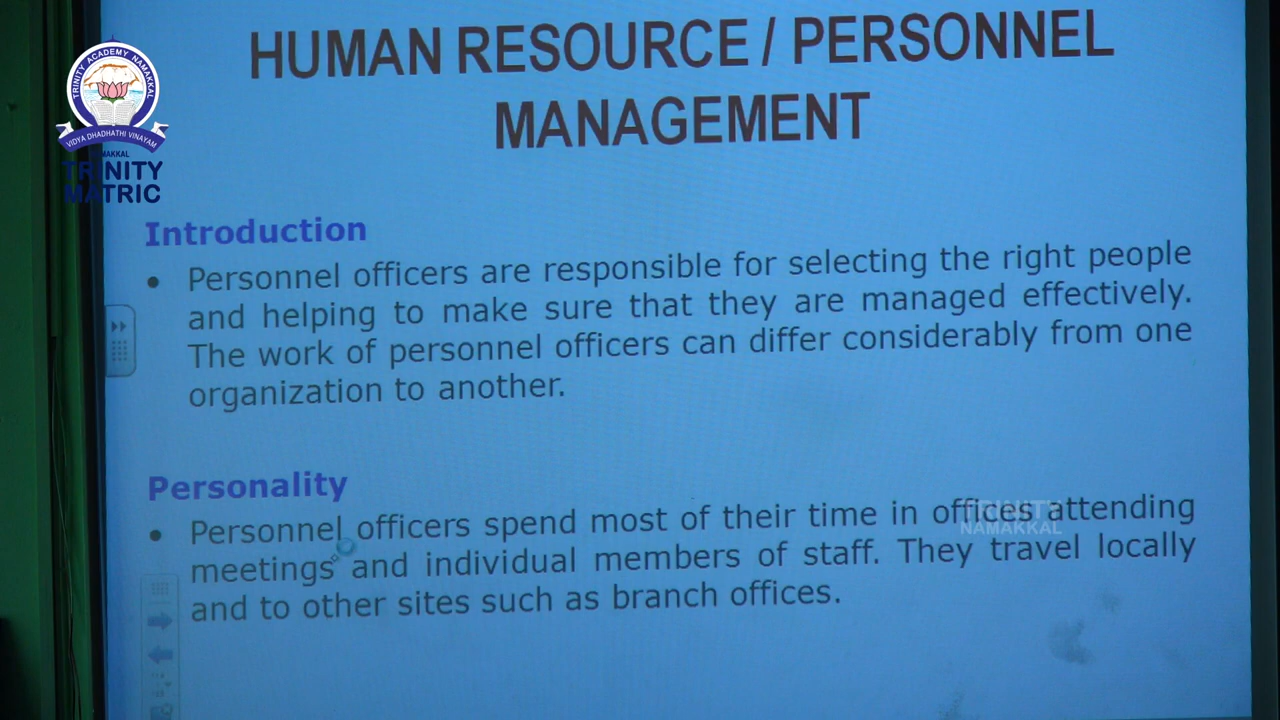 HUMAN RESOURCE / PERSONNEL
MANAGEMENT
TRINITY ACADEMY NAMAKKAL
VIDYA DHADHATHI VINAYAM
NAMAKKAL
TRINITY
MATRIC
Introduction
• Personnel officers are responsible for selecting the right people
and helping to make sure that they are managed effectively.
The work of personnel officers can differ considerably from one
organization to another.
Personality
• Personnel officers spend most of their time in offices attending
meetings and individual members of staff. They travel locally
and to other sites such as branch offices.
TRINITY
NAMAKKAL